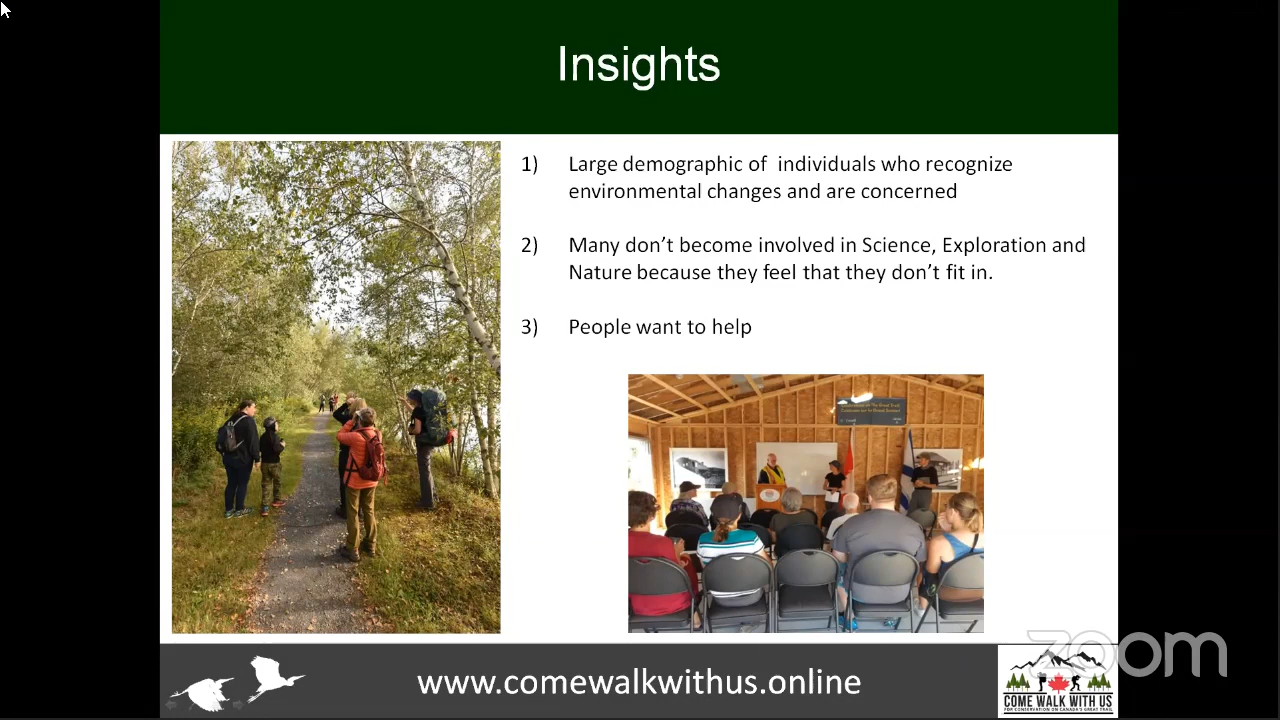 Insights
1) Large demographic of individuals who recognize
environmental changes and are concerned
2) Many don’t become involved in Science, Exploration and
Nature because they feel that they don’t fit in.
3) People want to help
www.comewalkwithus.online
zoom
COME WALK WITH US
FOR CONSERVATION ON CANADA'S GREAT TRAIL